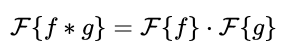 ℱ{f ∗ g} = ℱ{f} · ℱ{g}